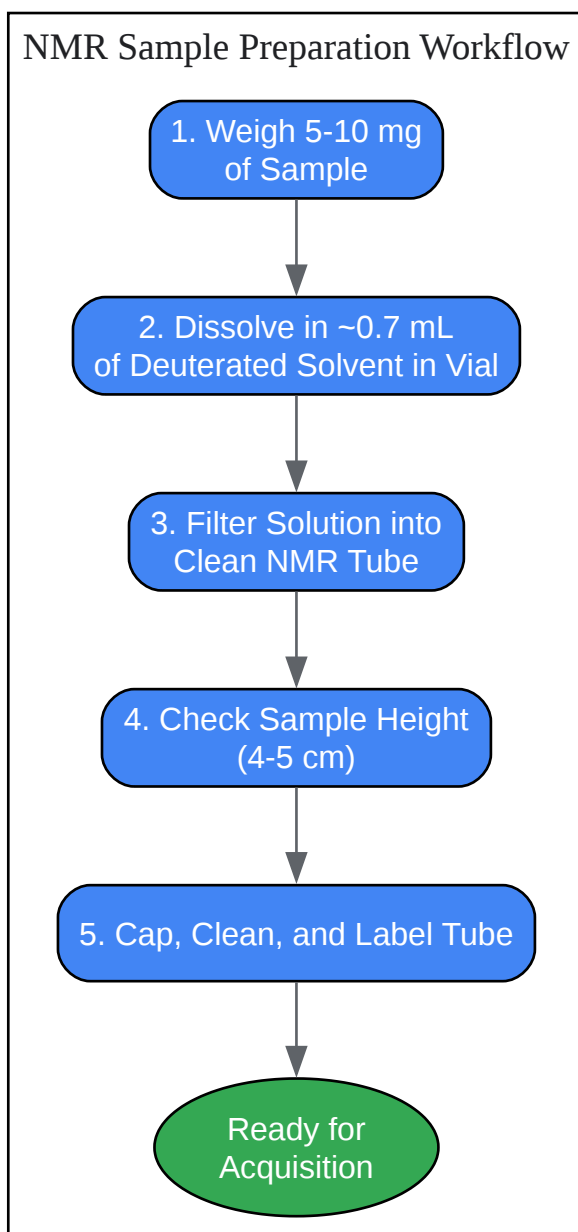 NMR Sample Preparation Workflow
1. Weigh 5-10 mg
of Sample
2. Dissolve in ~0.7 mL
of Deuterated Solvent in Vial
3. Filter Solution into
Clean NMR Tube
4. Check Sample Height
(4-5 cm)
5. Cap, Clean, and Label Tube
Ready for
Acquisition